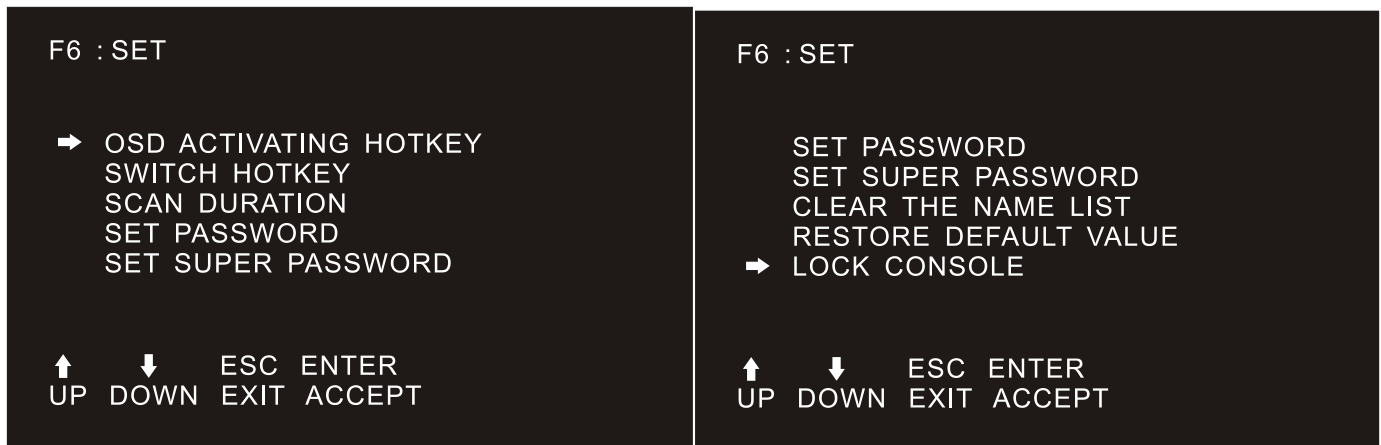 F6 : SET
OSD ACTIVATING HOTKEY
SWITCH HOTKEY
SCAN DURATION
SET PASSWORD
SET SUPER PASSWORD
ESC ENTER
UP DOWN EXIT ACCEPT
F6 : SET
SET PASSWORD
SET SUPER PASSWORD
CLEAR THE NAME LIST
RESTORE DEFAULT VALUE
LOCK CONSOLE
ESC ENTER
UP DOWN EXIT ACCEPT